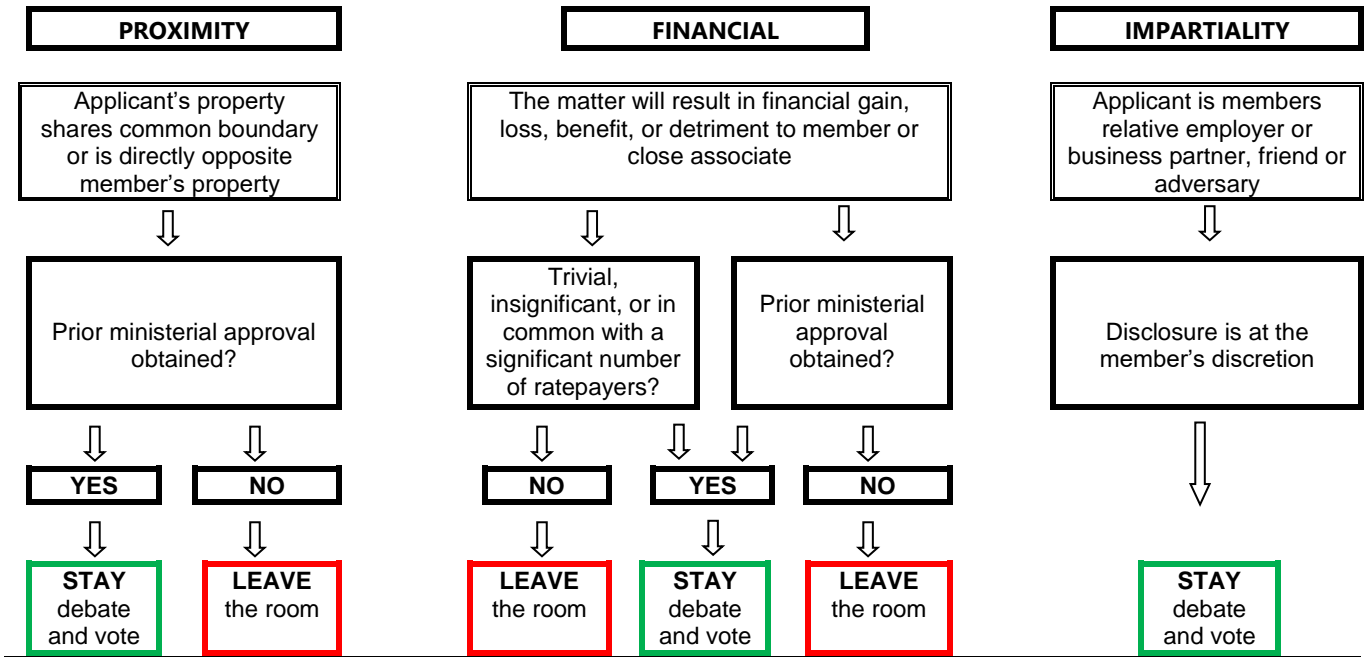 PROXIMITY
FINANCIAL
IMPARTIALITY
Applicant's property
shares common boundary
or is directly opposite
member's property
The matter will result in financial gain,
loss, benefit, or detriment to member or
close associate
Applicant is members
relative employer or
business partner, friend or
adversary
Prior ministerial approval
obtained?
Trivial,
insignificant, or in
common with a
significant number
of ratepayers?
Prior ministerial
approval
obtained?
Disclosure is at the
member's discretion
YES
NO
NO
YES
NO
STAY
debate
and vote
LEAVE
the room
LEAVE
the room
STAY
debate
and vote
LEAVE
the room
STAY
debate
and vote